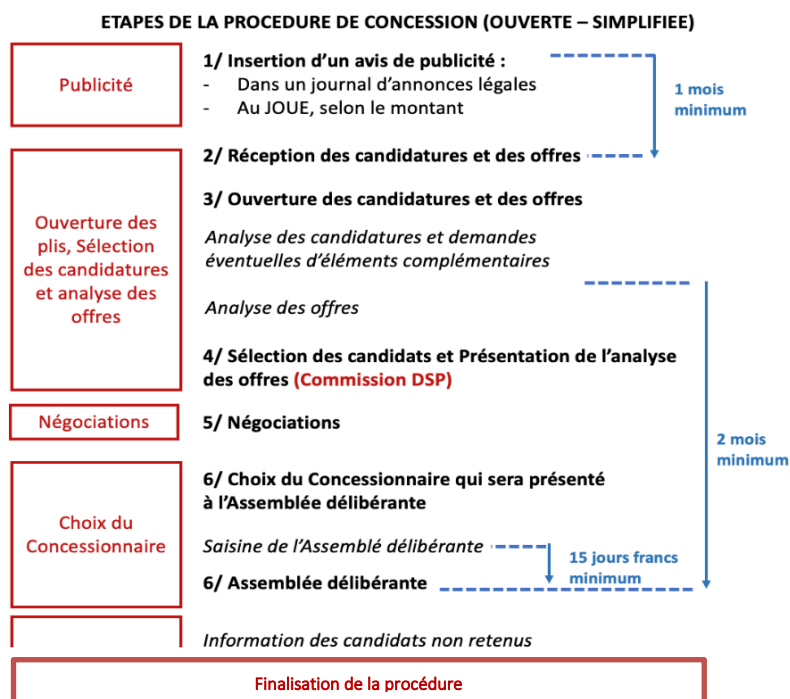 ETAPES DE LA PROCEDURE DE CONCESSION (OUVERTE – SIMPLIFIEE)
Publicité
1/ Insertion d’un avis de publicité :
- Dans un journal d’annonces légales
- Au JOUE, selon le montant
1 mois
minimum
2/ Réception des candidatures et des offres
Ouverture des
plis, Sélection
des candidatures
et analyse des
offres
3/ Ouverture des candidatures et des offres
Analyse des candidatures et demandes
éventuelles d’éléments complémentaires
Analyse des offres
4/ Sélection des candidats et Présentation de l’analyse
des offres (Commission DSP)
Négociations
5/ Négociations
2 mois
minimum
Choix du
Concessionnaire
6/ Choix du Concessionnaire qui sera présenté
à l’Assemblée délibérante
Saisine de l’Assemblé délibérante
15 jours francs
minimum
6/ Assemblée délibérante
Information des candidats non retenus
Finalisation de la procédure